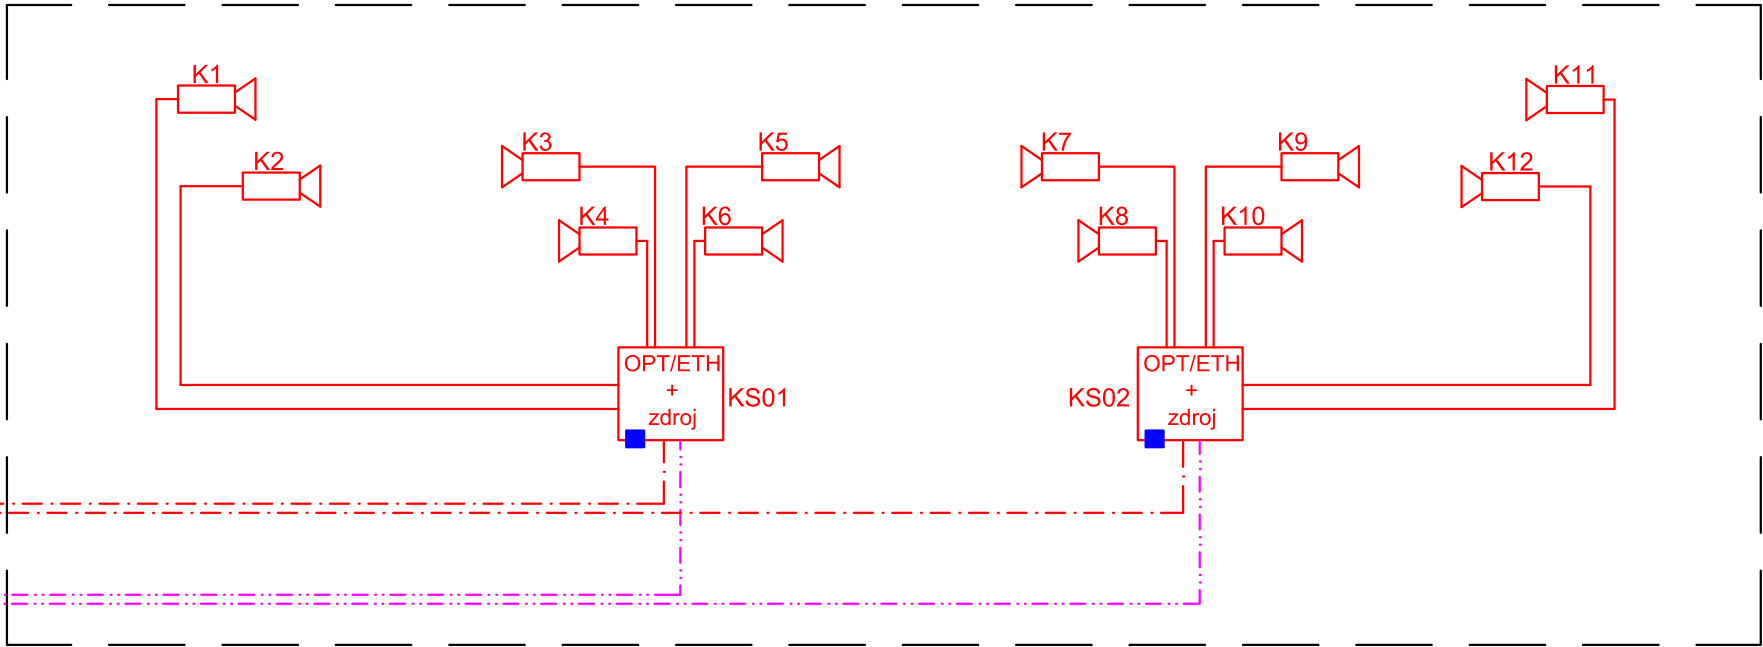 K1
K11
K3
K5
K7
K9
K2
K12
K4
K6
K8
K10
OPT/ETH
+
zdroj
KS01
KS02
OPT/ETH
+
zdroj